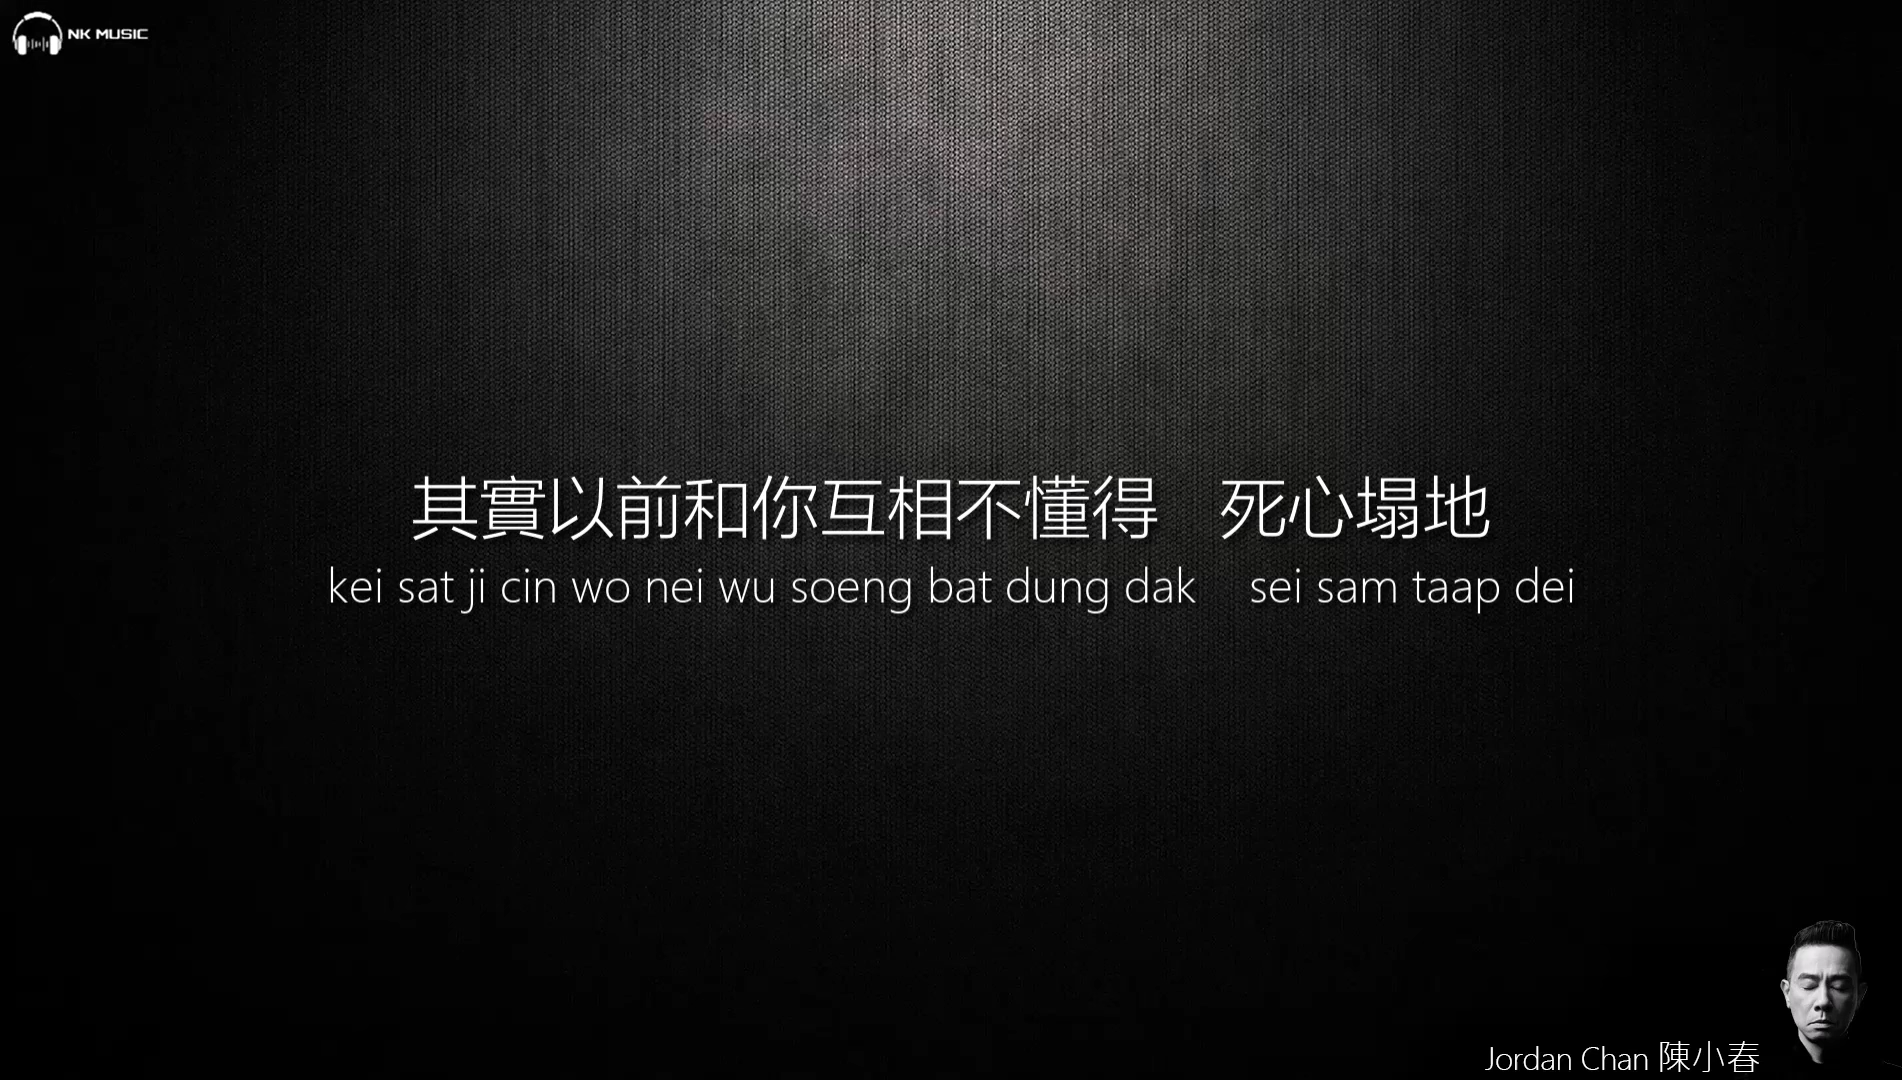 NK MUSIC
其實以前和你互相不懂得　死心塌地
kei sat ji cin wo nei wu soeng bat dung dak    sei sam taap dei
Jordan Chan 陳小春